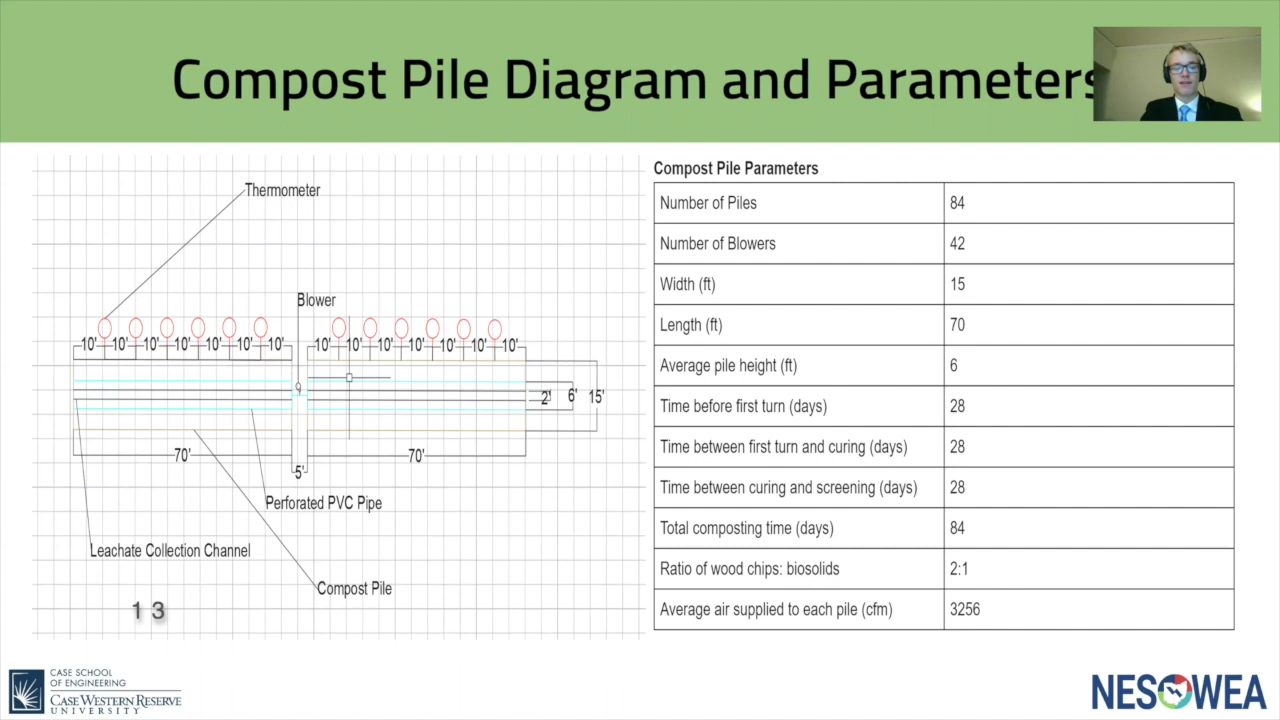 Compost Pile Diagram and Parameters
Thermometer
Blower
10' 10' 10' 10' 10' 10' 10' 10' 10' 10' 10' 10' 10' 10'
2' 6' 15'
70' 70'
5'
Perforated PVC Pipe
Leachate Collection Channel
Compost Pile
13
Compost Pile Parameters
Number of Piles 84
Number of Blowers 42
Width (ft) 15
Length (ft) 70
Average pile height (ft) 6
Time before first turn (days) 28
Time between first turn and curing (days) 28
Time between curing and screening (days) 28
Total composting time (days) 84
Ratio of wood chips: biosolids 2:1
Average air supplied to each pile (cfm) 3256
CASE SCHOOL
OF ENGINEERING
CASE WESTERN RESERVE
UNIVERSITY
NESOWEA